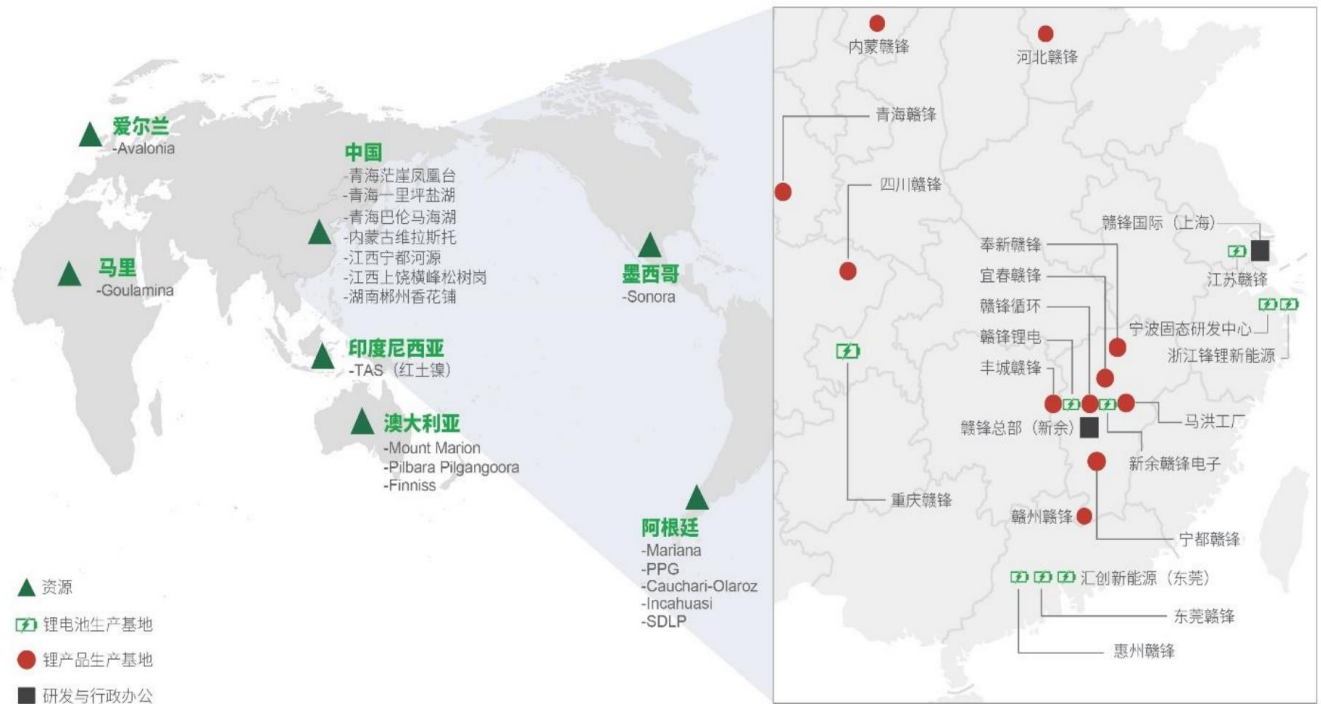 爱尔兰
-Avalonia
中国
-青海茫崖凤凰台
-青海一里坪盐湖
-青海巴伦马海湖
-内蒙古维拉斯托
-江西宁都河源
-江西上饶横峰松树岗
-湖南郴州香花铺
马里
-Goulamina
印度尼西亚
-TAS（红土镍）
澳大利亚
-Mount Marion
-Pilbara Pilgangoora
-Finniss
墨西哥
-Sonora
阿根廷
-Mariana
-PPG
-Cauchari-Olaroz
-Incahuasi
-SDLP
资源
锂电池生产基地
锂产品生产基地
研发与行政办公
内蒙赣锋
河北赣锋
青海赣锋
四川赣锋
赣锋国际（上海）
奉新赣锋
宜春赣锋
江苏赣锋
赣锋循环
宁波固态研发中心
赣锋锂电
浙江锋锂新能源
丰城赣锋
马洪工厂
赣锋总部（新余）
新余赣锋电子
重庆赣锋
赣州赣锋
宁都赣锋
汇创新能源（东莞）
东莞赣锋
惠州赣锋